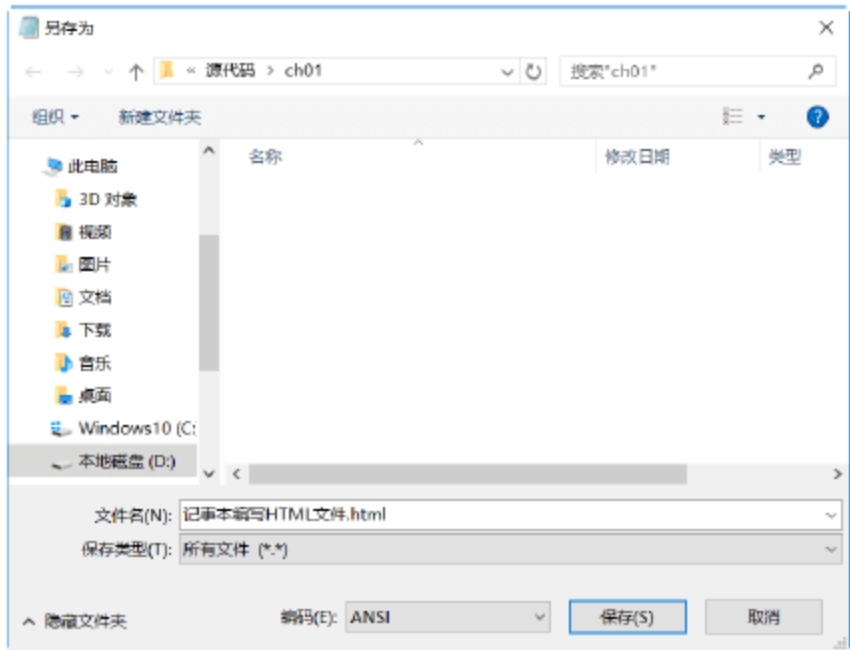 另存为
« 源代码 > ch01
搜索"ch01"
组织
新建文件夹
名称
修改日期
类型
此电脑
3D 对象
视频
图片
文档
下载
音乐
桌面
Windows10 (C:
本地磁盘 (D:)
文件名(N): 记事本编写HTML文件.html
保存类型(T): 所有文件 (*.*)
隐藏文件夹
编码(E): ANSI
保存(S)
取消